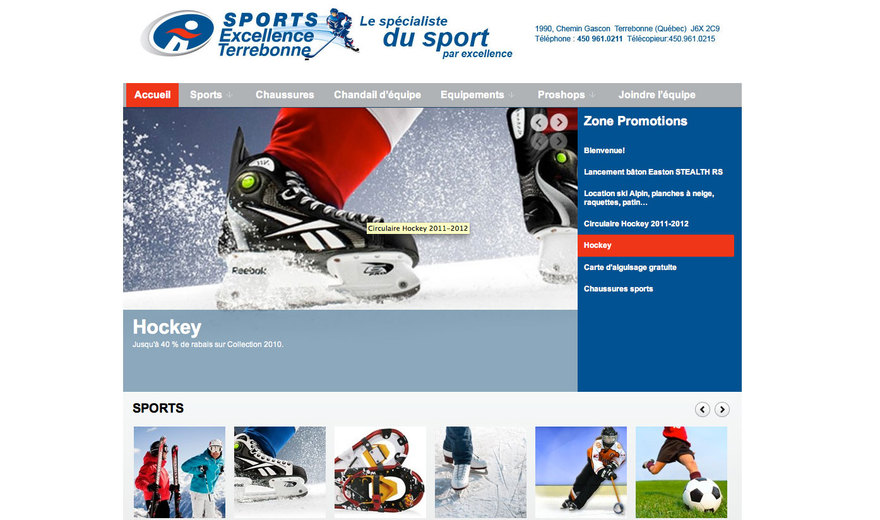 SPORTS
Excellence
Terrebonne
Le spécialiste
du sport
par excellence
1990, Chemin Gascon Terrebonne (Québec) J6X 2C9
Téléphone : 450 961.0211 Télécopieur:450.961.0215
Accueil Sports Chaussures Chandail d'équipe Equipements Proshops Joindre l'équipe
Zone Promotions
Bienvenue!
Lancement bâton Easton STEALTH RS
Location ski Alpin, planches à neige,
raquettes, patin...
Circulaire Hockey 2011-2012
Hockey
Carte d'aiguisage gratuite
Chaussures sports
Circulaire Hockey 2011-2012
Reebok
Hockey
Jusqu'à 40 % de rabais sur Collection 2010.
SPORTS